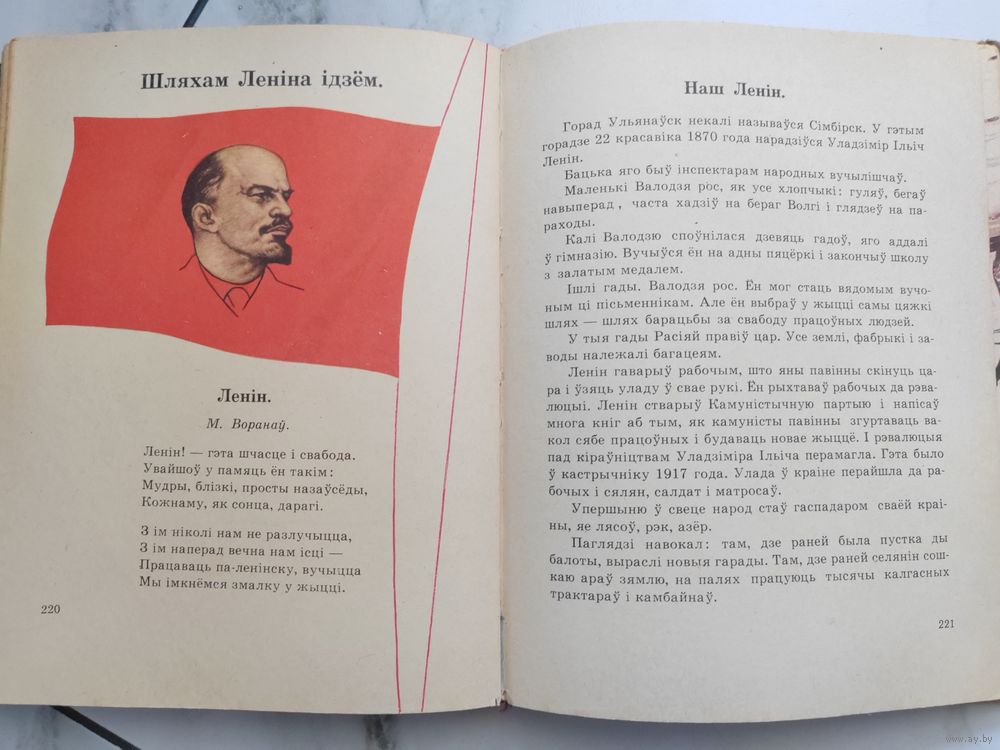 Шляхам Леніна ідзём.
Ленін.
М. Воранаў.
Ленін! — гэта шчасце і свабода.
Увайшоў у памяць ён такім:
Мудры, блізкі, просты назаўсёды,
Кожнаму, як сонца, дарагі.
З ім ніколі нам не разлучыцца,
З ім наперад вечна нам ісці —
Працаваць па-ленінску, вучыцца
Мы імкнёмся змалку у жыцці.
220
Наш Ленін.
Горад Ульянаўск некалі называўся Сімбірск. У гэтым
горадзе 22 красавіка 1870 года нарадзіўся Уладзімір Ільіч
Ленін.
Бацька яго быў інспектарам народных вучылішчаў.
Маленькі Валодзя рос, як усе хлопчыкі: гуляў, бегаў
навыперад, часта хадзіў на бераг Волгі і глядзеў на па-
раходы.
Калі Валодзю споўнілася дзевяць гадоў, яго аддалі
ў гімназію. Вучыўся ён на адны пяцёркі і закончыў школу
з залатым медалем.
Ішлі гады. Валодзя рос. Ён мог стаць вядомым вучо-
ным ці пісьменнікам. Але ён выбраў у жыцці самы цяжкі
шлях — шлях барацьбы за свабоду працоўных людзей.
У тыя гады Расіяй правіў цар. Усе землі, фабрыкі і за-
воды належалі багацеям.
Ленін гаварыў рабочым, што яны павінны скінуць ца-
ра і ўзяць уладу ў свае рукі. Ён рыхтаваў рабочых да рэва-
люцыі. Ленін стварыў Камуністычную партыю і напісаў
многа кніг аб тым, як камуністы павінны згуртаваць ва-
кол сябе працоўных і будаваць новае жыццё. І рэвалюцыя
пад кіраўніцтвам Уладзіміра Ільіча перамагла. Гэта было
ў кастрычніку 1917 года. Улада ў краіне перайшла да ра-
бочых і сялян, салдат і матросаў.
Упершыню ў свеце народ стаў гаспадаром сваёй краі-
ны, яе лясоў, рэк, азёр.
Паглядзі навокал: там, дзе раней была пустка ды
балоты, выраслі новыя гарады. Там, дзе раней селянін сош-
каю араў зямлю, на палях працуюць тысячы калгасных
трактараў і камбайнаў.
221
www.ay.by